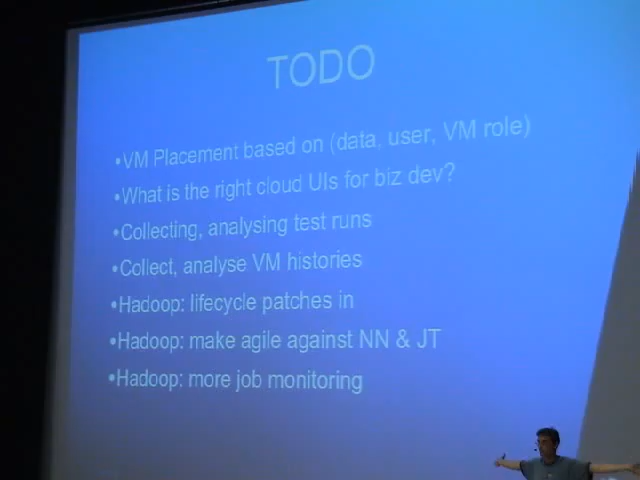 TODO
•VM Placement based on (data, user, VM role)
•What is the right cloud UIs for biz dev?
•Collecting, analysing test runs
•Collect, analyse VM histories
•Hadoop: lifecycle patches in
•Hadoop: make agile against NN & JT
•Hadoop: more job monitoring